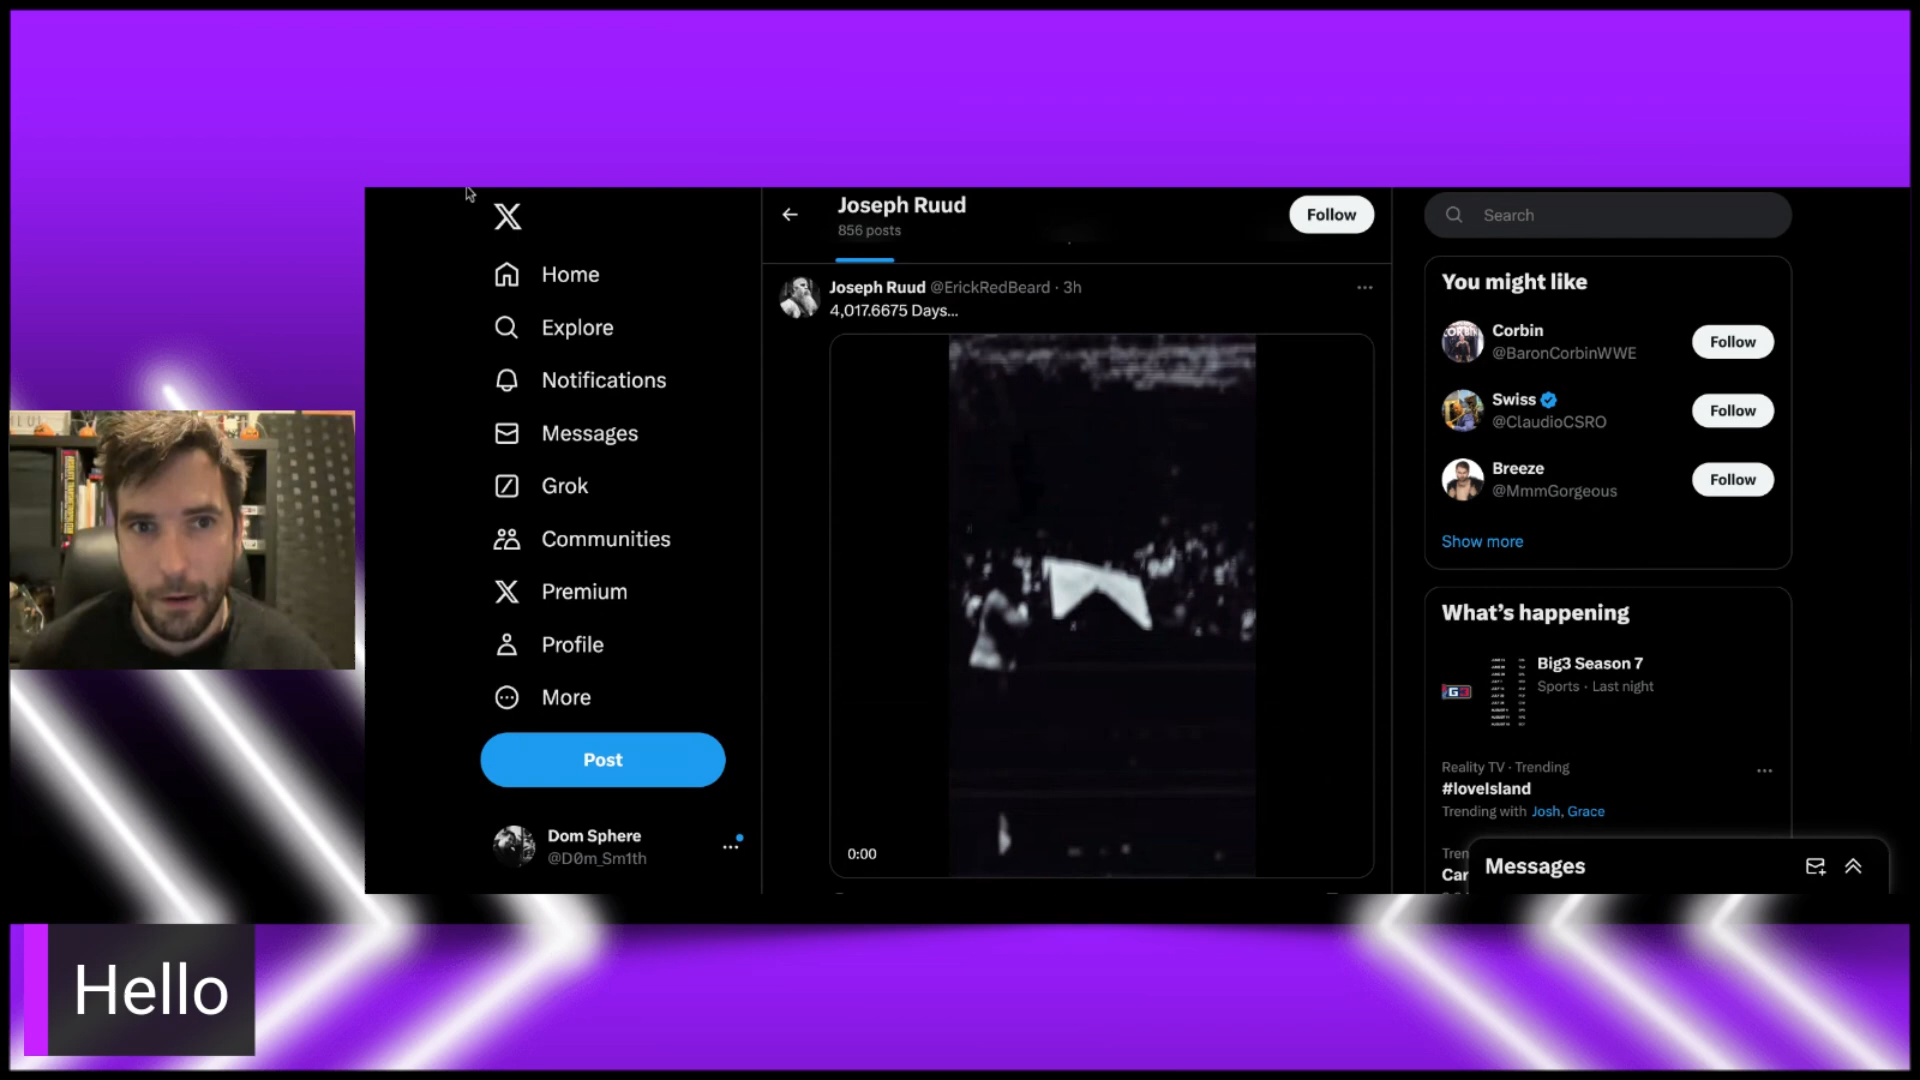 Home
Explore
Notifications
Messages
Grok
Communities
Premium
Profile
More
Post
Dom Sphere
@D0m_Sm1th
Joseph Ruud
856 posts
Follow
Joseph Ruud @ErickRedBeard · 3h
4,017.6675 Days...
0:00
Search
You might like
Corbin
@BaronCorbinWWE
Follow
Swiss
@ClaudioCSRO
Follow
Breeze
@MmmGorgeous
Follow
Show more
What's happening
Big3 Season 7
Sports · Last night
Reality TV · Trending
#loveIsland
Trending with Josh, Grace
Messages
Hello